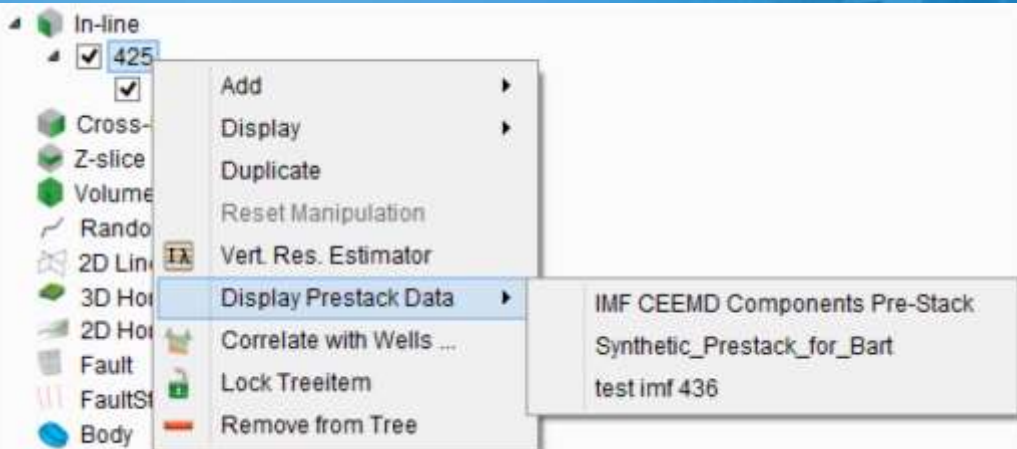 In-line
425
Add
Cross-
Display
Z-slice
Duplicate
Volume
Reset Manipulation
Rando
Iλ Vert. Res. Estimator
2D Lin
Display Prestack Data
3D Hor
IMF CEEMD Components Pre-Stack
2D Hor
Correlate with Wells ...
Synthetic_Prestack_for_Bart
Fault
Lock Treeitem
test imf 436
FaultSt
Remove from Tree
Body